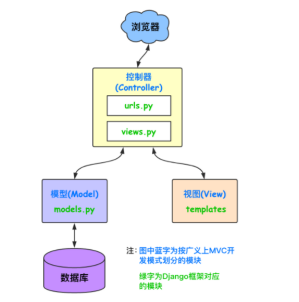 浏览器
控制器
(Controller)
urls.py
views.py
模型(Model)
models.py
视图(View)
templates
数据库
注：图中蓝字为按广义上MVC开
发模式划分的模块
绿字为Django框架对应
的模块